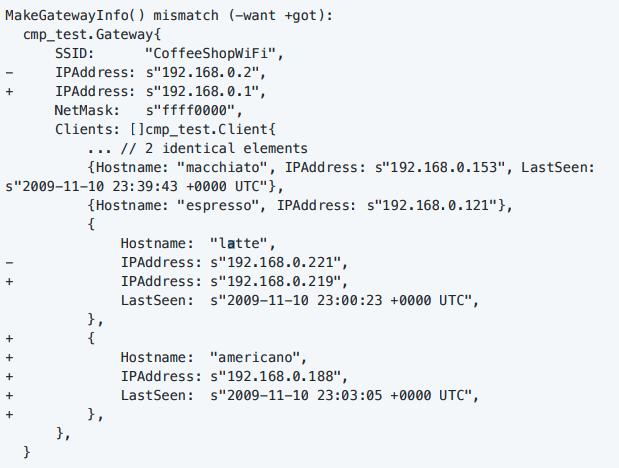 MakeGatewayInfo() mismatch (-want +got):
  cmp_test.Gateway{
        SSID:      "CoffeeShopWiFi",
-       IPAddress: s"192.168.0.2",
+       IPAddress: s"192.168.0.1",
        NetMask:   s"ffff0000",
        Clients: []cmp_test.Client{
            ... // 2 identical elements
            {Hostname: "macchiato", IPAddress: s"192.168.0.153", LastSeen:
s"2009-11-10 23:39:43 +0000 UTC"},
            {Hostname: "espresso", IPAddress: s"192.168.0.121"},
            {
                Hostname:  "latte",
-               IPAddress: s"192.168.0.221",
+               IPAddress: s"192.168.0.219",
                LastSeen:  s"2009-11-10 23:00:23 +0000 UTC",
            },
+           {
+               Hostname:  "americano",
+               IPAddress: s"192.168.0.188",
+               LastSeen:  s"2009-11-10 23:03:05 +0000 UTC",
+           },
        },
  }